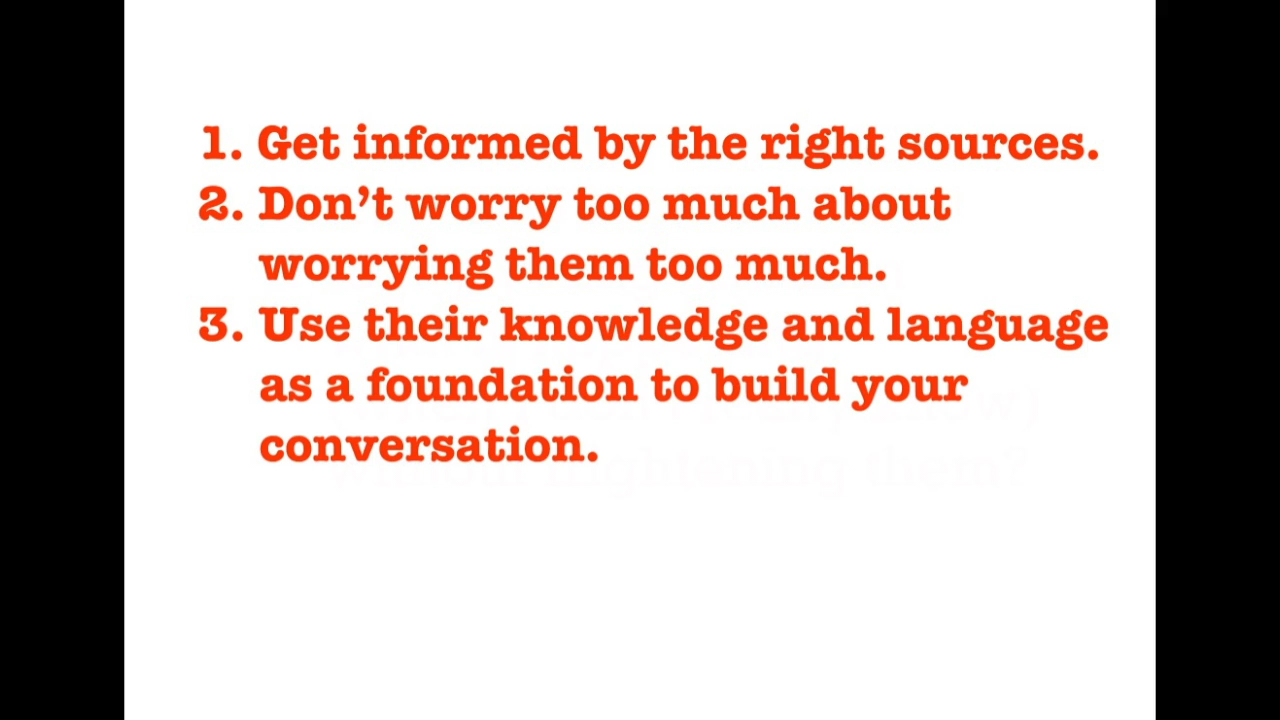 1. Get informed by the right sources.
2. Don’t worry too much about
worrying them too much.
3. Use their knowledge and language
as a foundation to build your
conversation.
them?